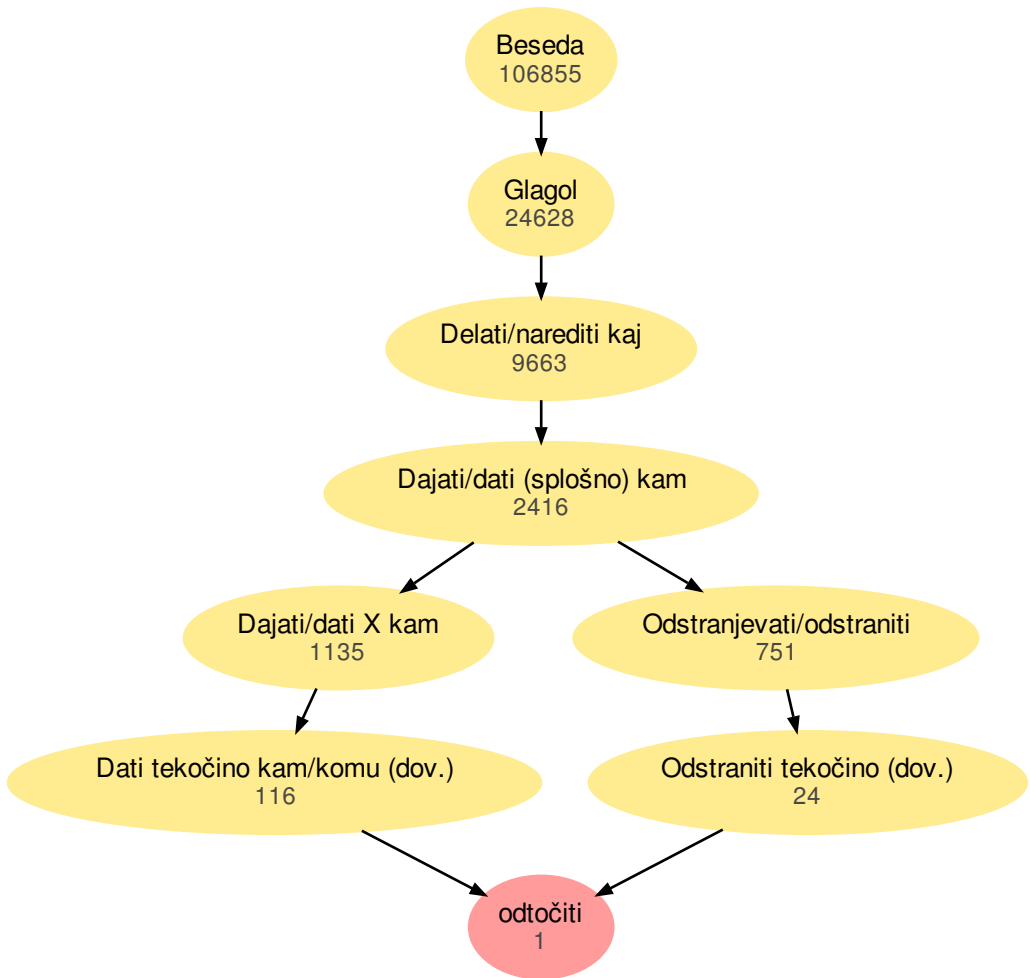 Beseda
106855
Glagol
24628
Delati/narediti kaj
9663
Dajati/dati (splošno) kam
2416
Dajati/dati X kam
1135
Odstranjevati/odstraniti
751
Dati tekočino kam/komu (dov.)
116
Odstraniti tekočino (dov.)
24
odtočiti
1